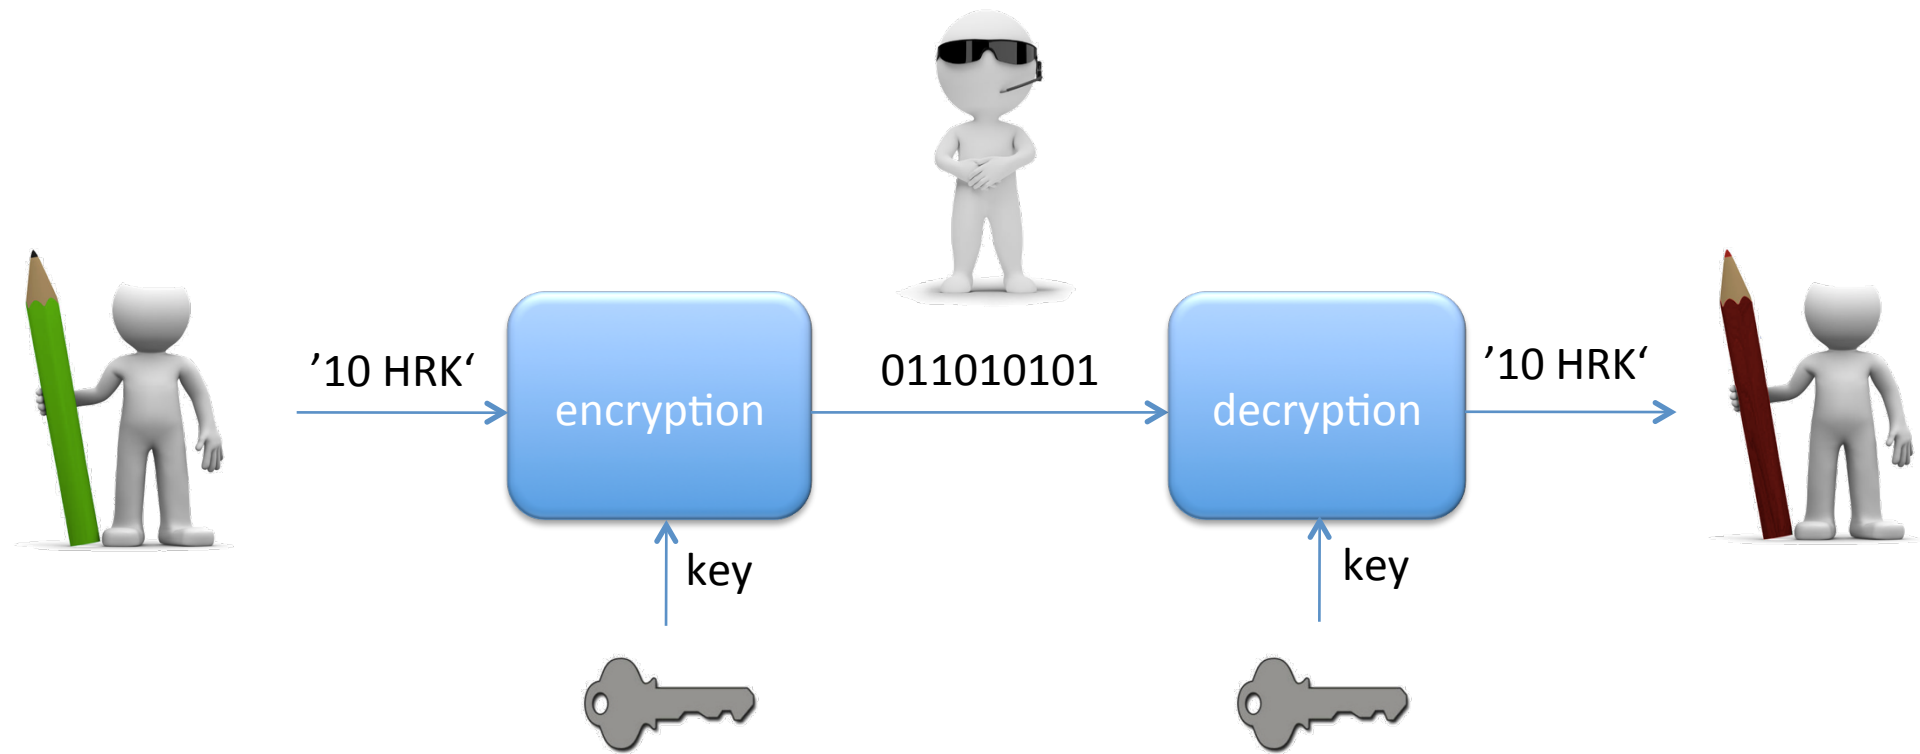 ’10 HRK‘
encryption
key
011010101
decryption
key
’10 HRK‘